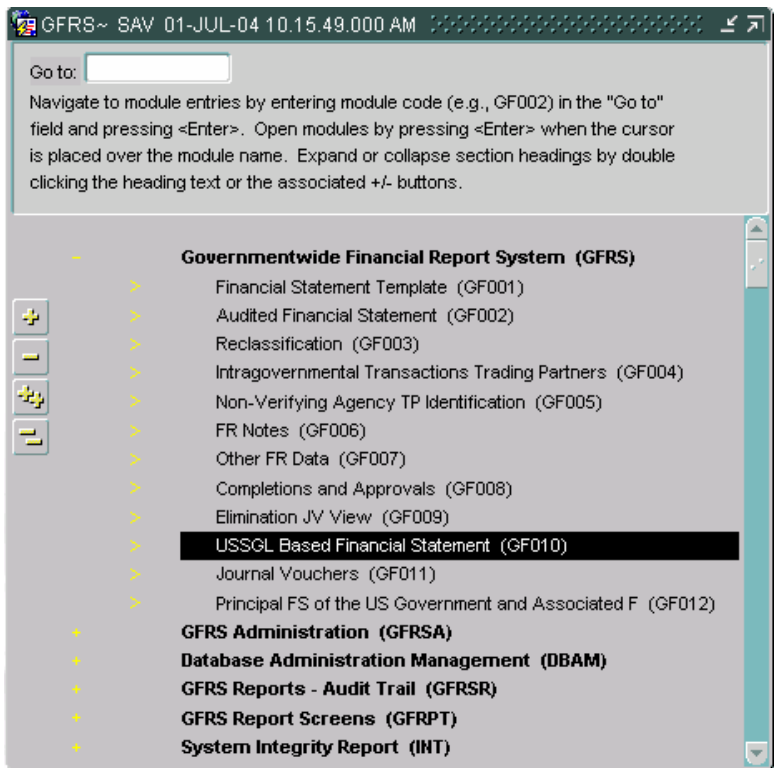 GFRS~ SAV 01-JUL-04 10.15.49.000 AM
Go to:
Navigate to module entries by entering module code (e.g., GF002) in the "Go to"
field and pressing <Enter>. Open modules by pressing <Enter> when the cursor
is placed over the module name. Expand or collapse section headings by double
clicking the heading text or the associated +/- buttons.
- Governmentwide Financial Report System (GFRS)
> Financial Statement Template (GF001)
> Audited Financial Statement (GF002)
> Reclassification (GF003)
> Intragovernmental Transactions Trading Partners (GF004)
> Non-Verifying Agency TP Identification (GF005)
> FR Notes (GF006)
> Other FR Data (GF007)
> Completions and Approvals (GF008)
> Elimination JV View (GF009)
> USSGL Based Financial Statement (GF010)
> Journal Vouchers (GF011)
> Principal FS of the US Government and Associated F (GF012)
+ GFRS Administration (GFRSA)
+ Database Administration Management (DBAM)
+ GFRS Reports - Audit Trail (GFRSR)
+ GFRS Report Screens (GFRPT)
+ System Integrity Report (INT)